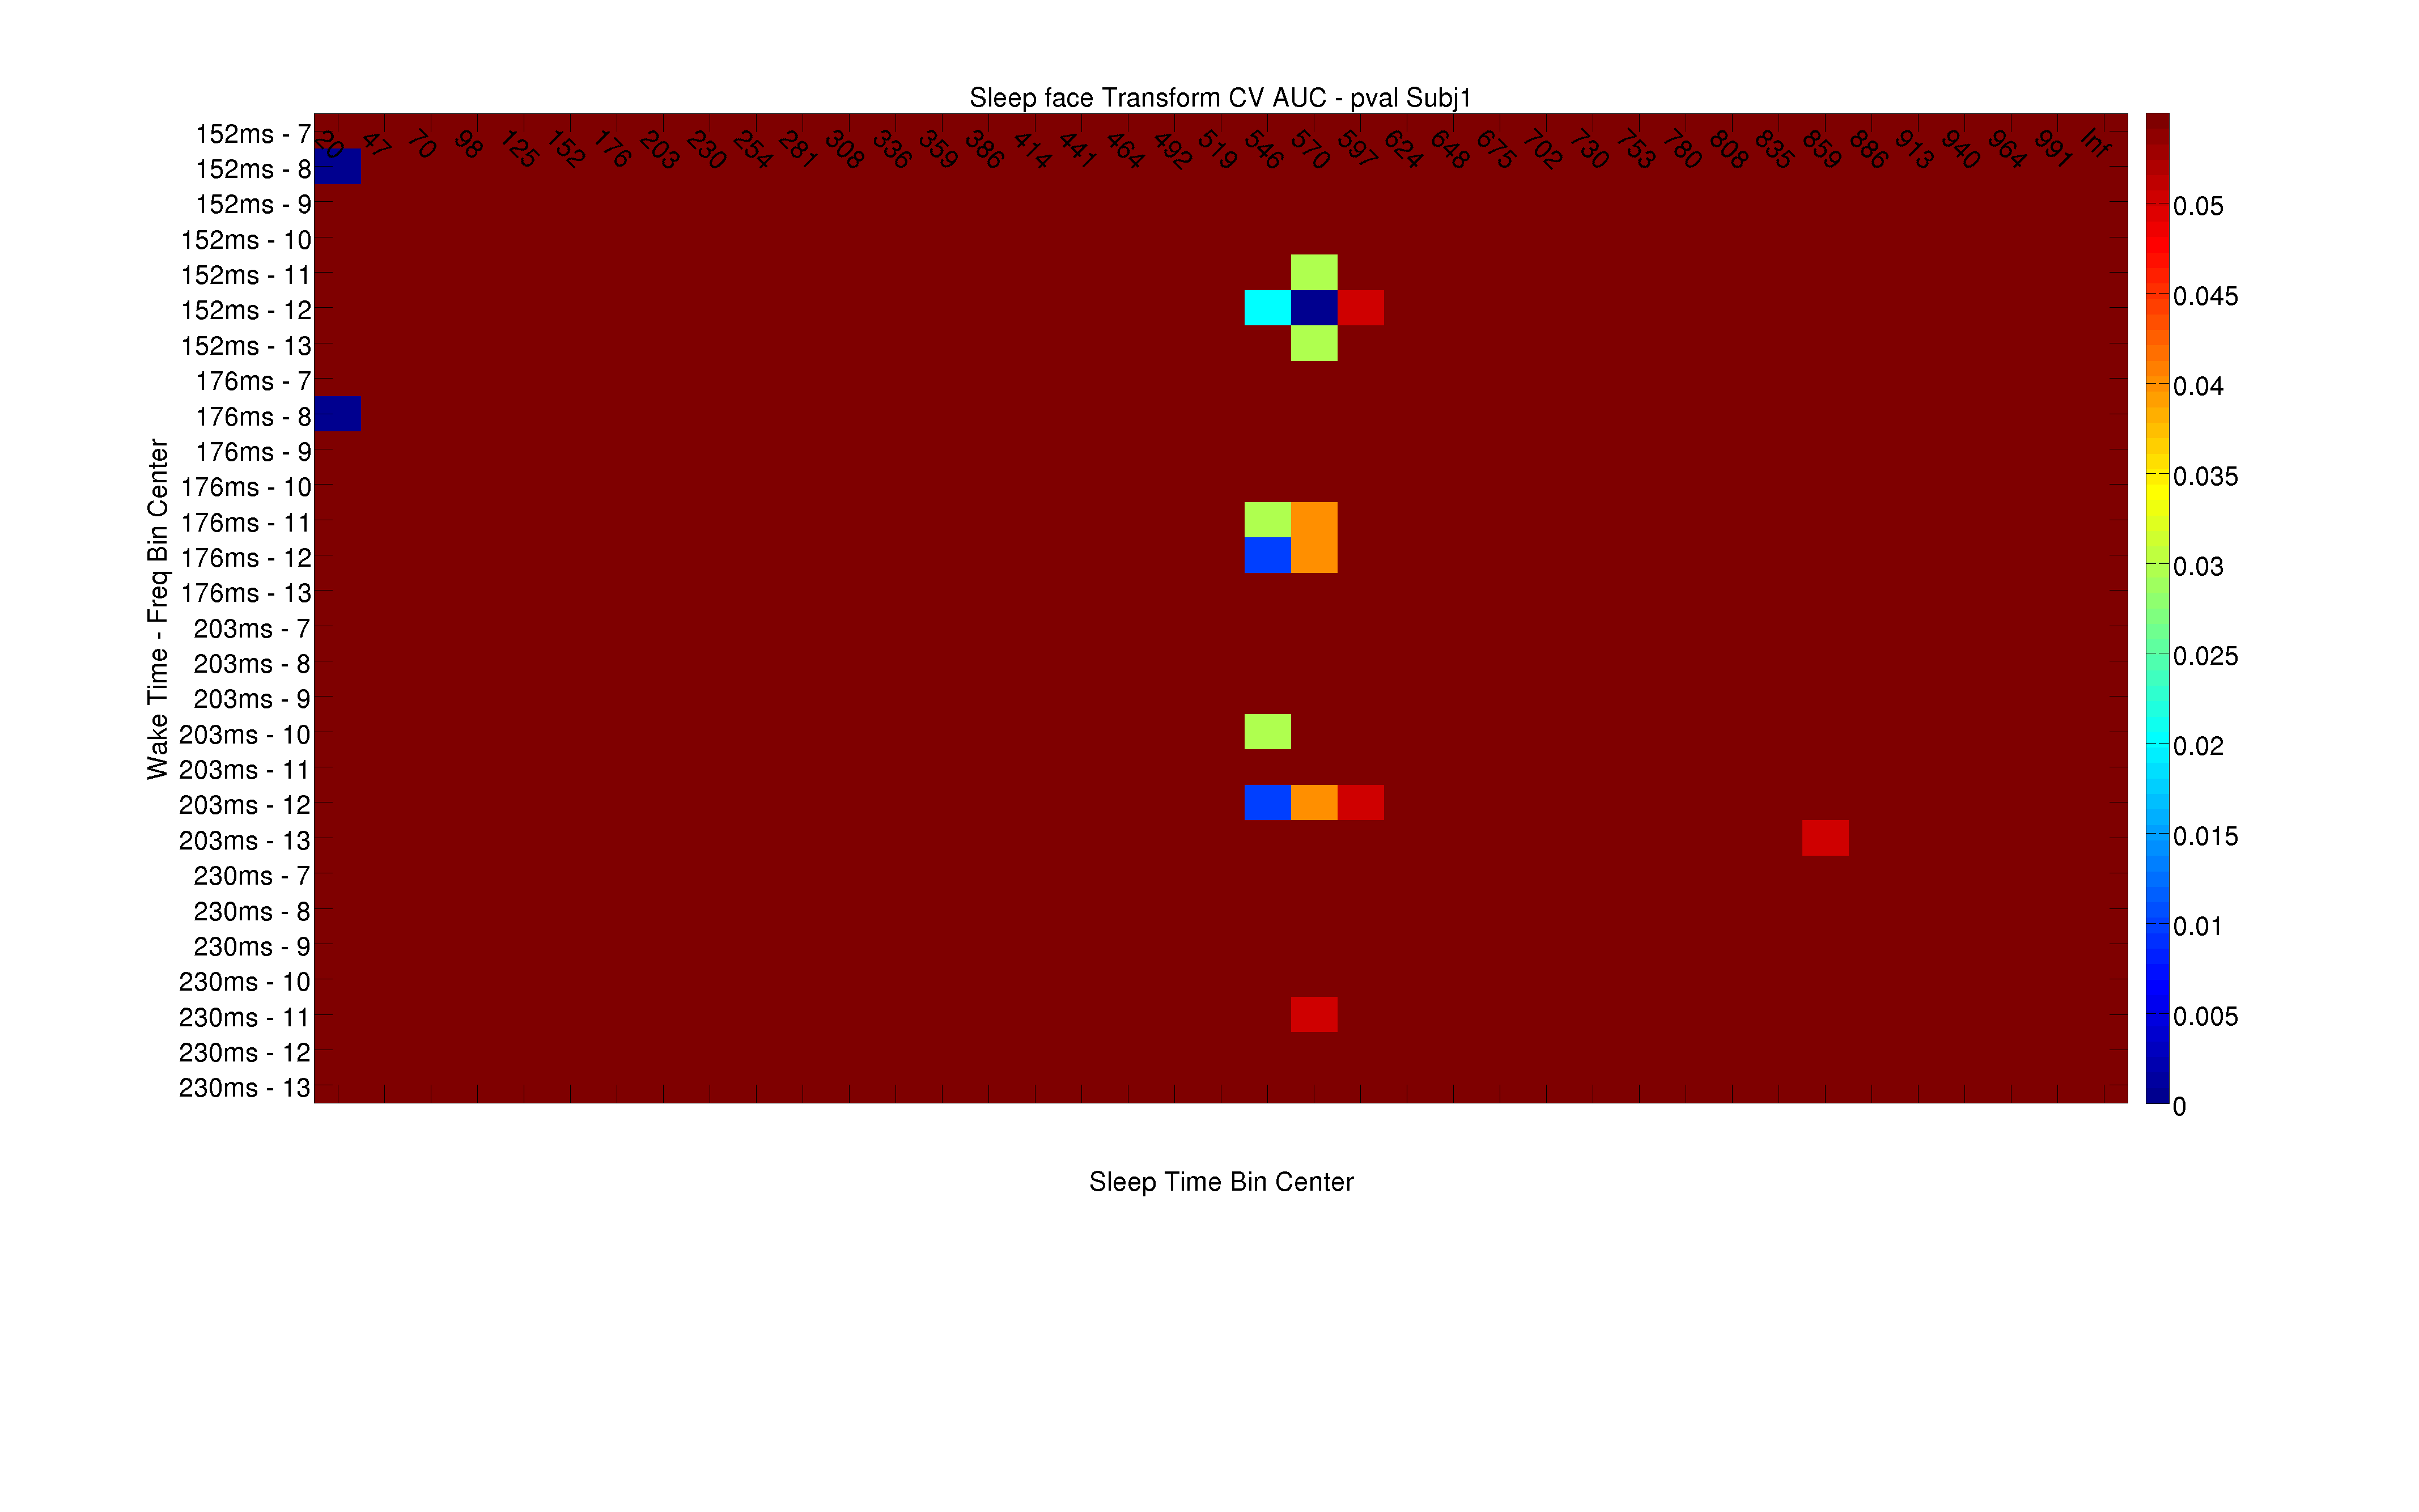 Sleep face Transform CV AUC - pval Subj1
20 47 70 98 125 152 176 203 230 254 281 308 336 359 386 414 441 464 492 519 546 570 597 624 648 675 702 730 753 780 808 835 859 886 913 940 964 991 Inf
Wake Time - Freq Bin Center
152ms - 7
152ms - 8
152ms - 9
152ms - 10
152ms - 11
152ms - 12
152ms - 13
176ms - 7
176ms - 8
176ms - 9
176ms - 10
176ms - 11
176ms - 12
176ms - 13
203ms - 7
203ms - 8
203ms - 9
203ms - 10
203ms - 11
203ms - 12
203ms - 13
230ms - 7
230ms - 8
230ms - 9
230ms - 10
230ms - 11
230ms - 12
230ms - 13
0.05
0.045
0.04
0.035
0.03
0.025
0.02
0.015
0.01
0.005
0
Sleep Time Bin Center